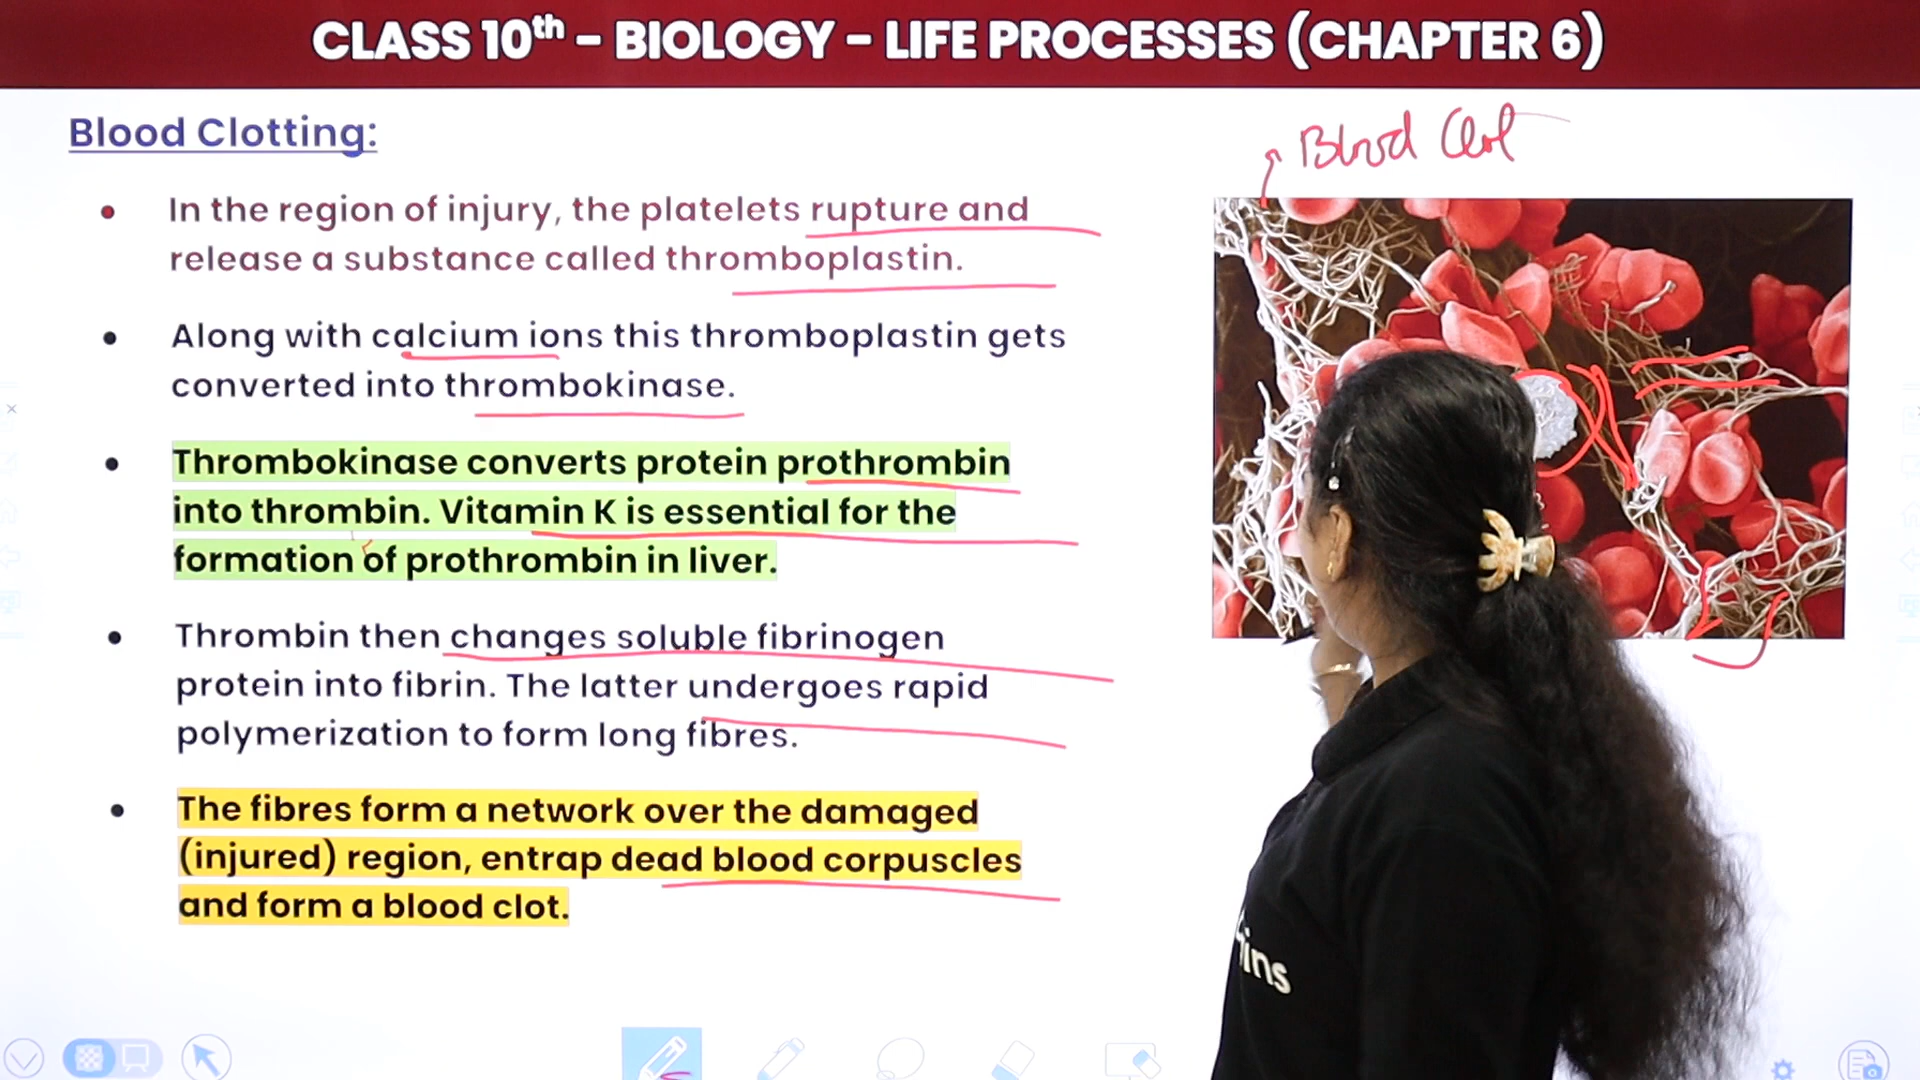 CLASS 10th - BIOLOGY - LIFE PROCESSES (CHAPTER 6)
Blood Clotting:
Blood Clot
• In the region of injury, the platelets rupture and
release a substance called thromboplastin.
• Along with calcium ions this thromboplastin gets
converted into thrombokinase.
• Thrombokinase converts protein prothrombin
into thrombin. Vitamin K is essential for the
formation of prothrombin in liver.
• Thrombin then changes soluble fibrinogen
protein into fibrin. The latter undergoes rapid
polymerization to form long fibres.
• The fibres form a network over the damaged
(injured) region, entrap dead blood corpuscles
and form a blood clot.